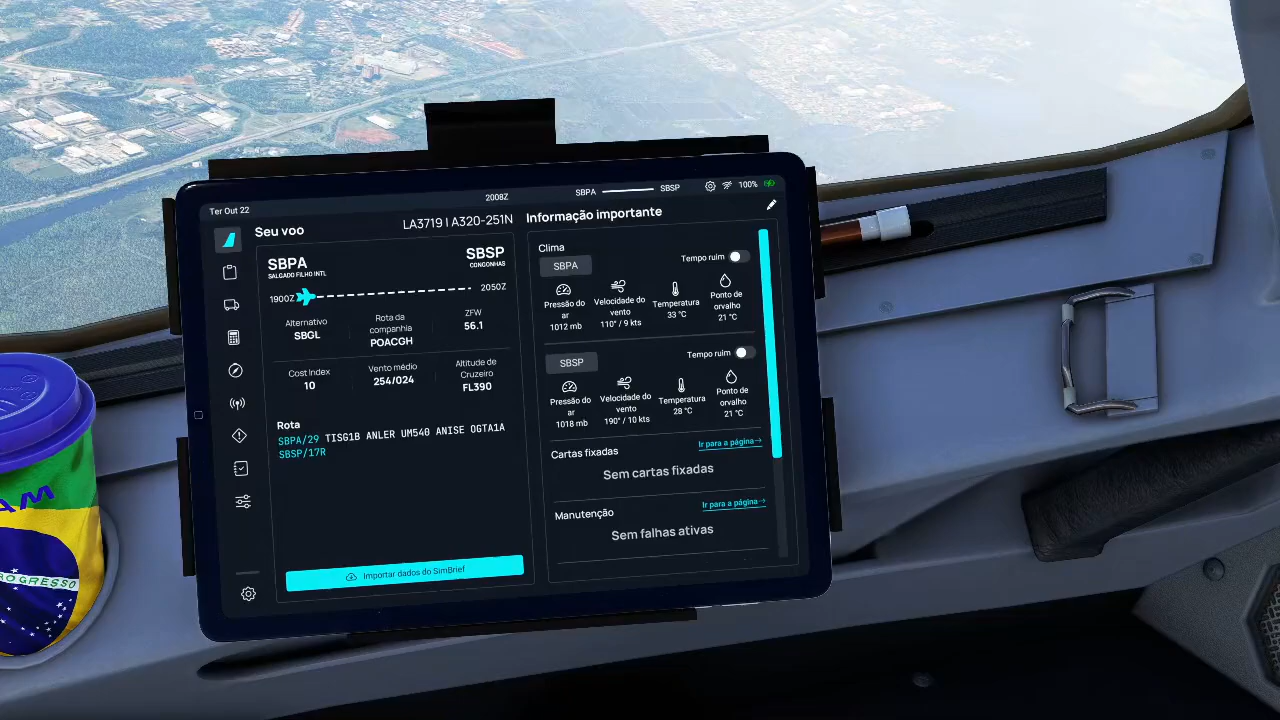 Ter Out 22
2008Z
SBPA
SBSP
100%
Seu voo
LA3719 | A320-251N
SBPA
SALGADO FILHO INTL
SBSP
CONGONHAS
1900Z
2050Z
Alternativo
SBGL
Rota da
companhia
POACGH
ZFW
56.1
Cost Index
10
Vento médio
254/024
Altitude de
Cruzeiro
FL390
Rota
SBPA/29 TISG1B ANLER UM540 ANISE OGTA1A
SBSP/17R
Importar dados do SimBrief
Informação importante
Clima
SBPA
Tempo ruim
Pressão do
ar
1012 mb
Velocidade do
vento
110° / 9 kts
Temperatura
33 °C
Ponto de
orvalho
21 °C
SBSP
Tempo ruim
Pressão do
ar
1018 mb
Velocidade do
vento
190° / 10 kts
Temperatura
28 °C
Ponto de
orvalho
21 °C
Cartas fixadas
Ir para a página
Sem cartas fixadas
Manutenção
Ir para a página
Sem falhas ativas
AM
ROGRESSO